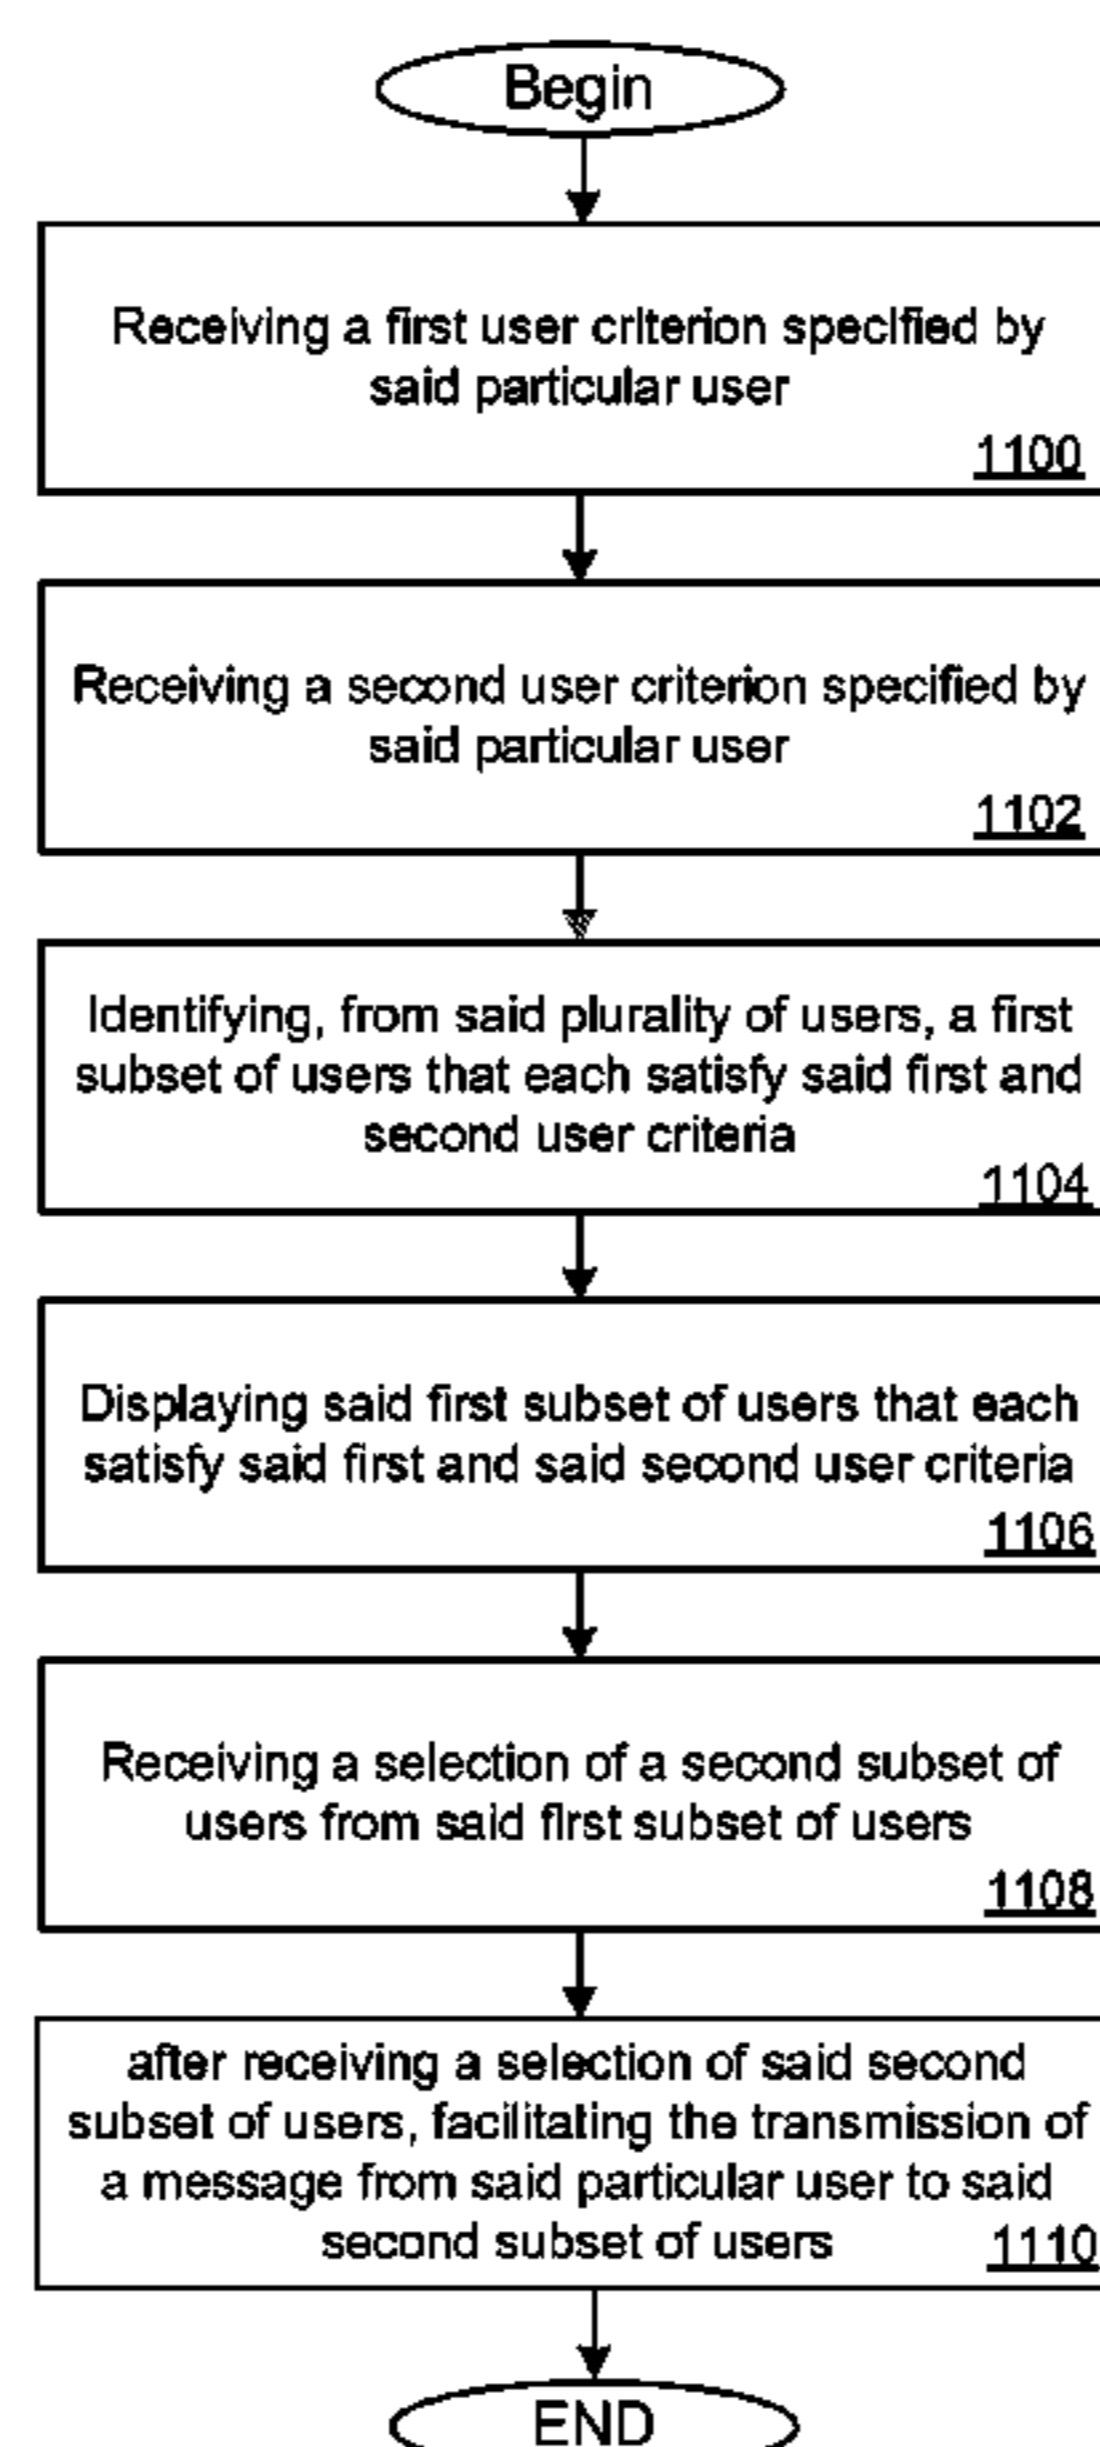 Begin
Receiving a first user criterion specified by
said particular user
1100
Receiving a second user criterion specified by
said particular user
1102
Identifying, from said plurality of users, a first
subset of users that each satisfy said first and
second user criteria
1104
Displaying said first subset of users that each
satisfy said first and said second user criteria
1106
Receiving a selection of a second subset of
users from said first subset of users
1108
after receiving a selection of said second
subset of users, facilitating the transmission of
a message from said particular user to said
second subset of users
1110
END